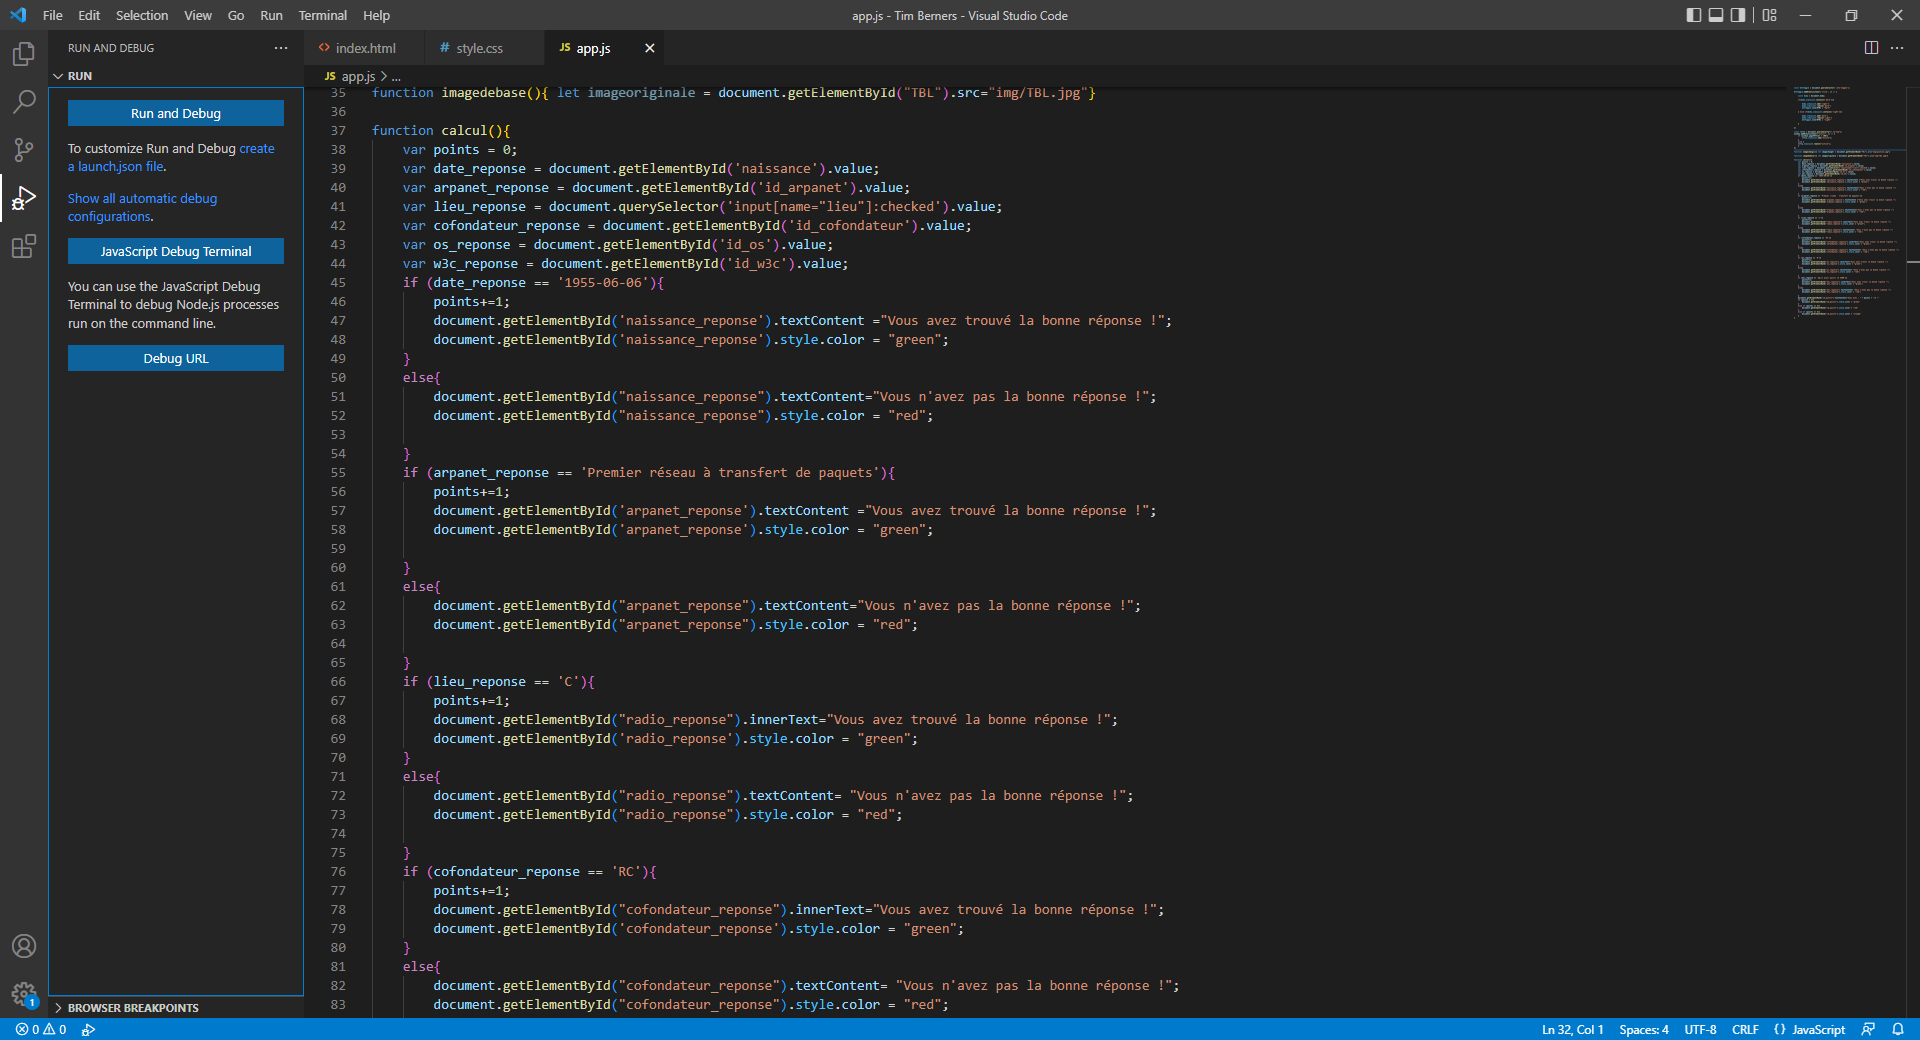 File Edit Selection View Go Run Terminal Help
app.js - Tim Berners - Visual Studio Code
RUN AND DEBUG
RUN
Run and Debug
To customize Run and Debug create
a launch.json file.
Show all automatic debug
configurations.
JavaScript Debug Terminal
You can use the JavaScript Debug
Terminal to debug Node.js processes
run on the command line.
Debug URL
BROWSER BREAKPOINTS
<> index.html # style.css JS app.js
JS app.js > ...
35 function imagedebase(){ let imageoriginale = document.getElementById("TBL").src="img/TBL.jpg"}
36
37 function calcul(){
38 var points = 0;
39 var date_reponse = document.getElementById('naissance').value;
40 var arpanet_reponse = document.getElementById('id_arpanet').value;
41 var lieu_reponse = document.querySelector('input[name="lieu"]:checked').value;
42 var cofondateur_reponse = document.getElementById('id_cofondateur').value;
43 var os_reponse = document.getElementById('id_os').value;
44 var w3c_reponse = document.getElementById('id_w3c').value;
45 if (date_reponse == '1955-06-06'){
46 points+=1;
47 document.getElementById('naissance_reponse').textContent ="Vous avez trouvé la bonne réponse !";
48 document.getElementById('naissance_reponse').style.color = "green";
49 }
50 else{
51 document.getElementById("naissance_reponse").textContent="Vous n'avez pas la bonne réponse !";
52 document.getElementById("naissance_reponse").style.color = "red";
53
54 }
55 if (arpanet_reponse == 'Premier réseau à transfert de paquets'){
56 points+=1;
57 document.getElementById('arpanet_reponse').textContent ="Vous avez trouvé la bonne réponse !";
58 document.getElementById('arpanet_reponse').style.color = "green";
59
60 }
61 else{
62 document.getElementById("arpanet_reponse").textContent="Vous n'avez pas la bonne réponse !";
63 document.getElementById("arpanet_reponse").style.color = "red";
64
65 }
66 if (lieu_reponse == 'C'){
67 points+=1;
68 document.getElementById("radio_reponse").innerText="Vous avez trouvé la bonne réponse !";
69 document.getElementById('radio_reponse').style.color = "green";
70 }
71 else{
72 document.getElementById("radio_reponse").textContent= "Vous n'avez pas la bonne réponse !";
73 document.getElementById("radio_reponse").style.color = "red";
74
75 }
76 if (cofondateur_reponse == 'RC'){
77 points+=1;
78 document.getElementById("cofondateur_reponse").innerText="Vous avez trouvé la bonne réponse !";
79 document.getElementById('cofondateur_reponse').style.color = "green";
80 }
81 else{
82 document.getElementById("cofondateur_reponse").textContent= "Vous n'avez pas la bonne réponse !";
83 document.getElementById("cofondateur_reponse").style.color = "red";
1
0 0
Ln 32, Col 1 Spaces: 4 UTF-8 CRLF {} JavaScript